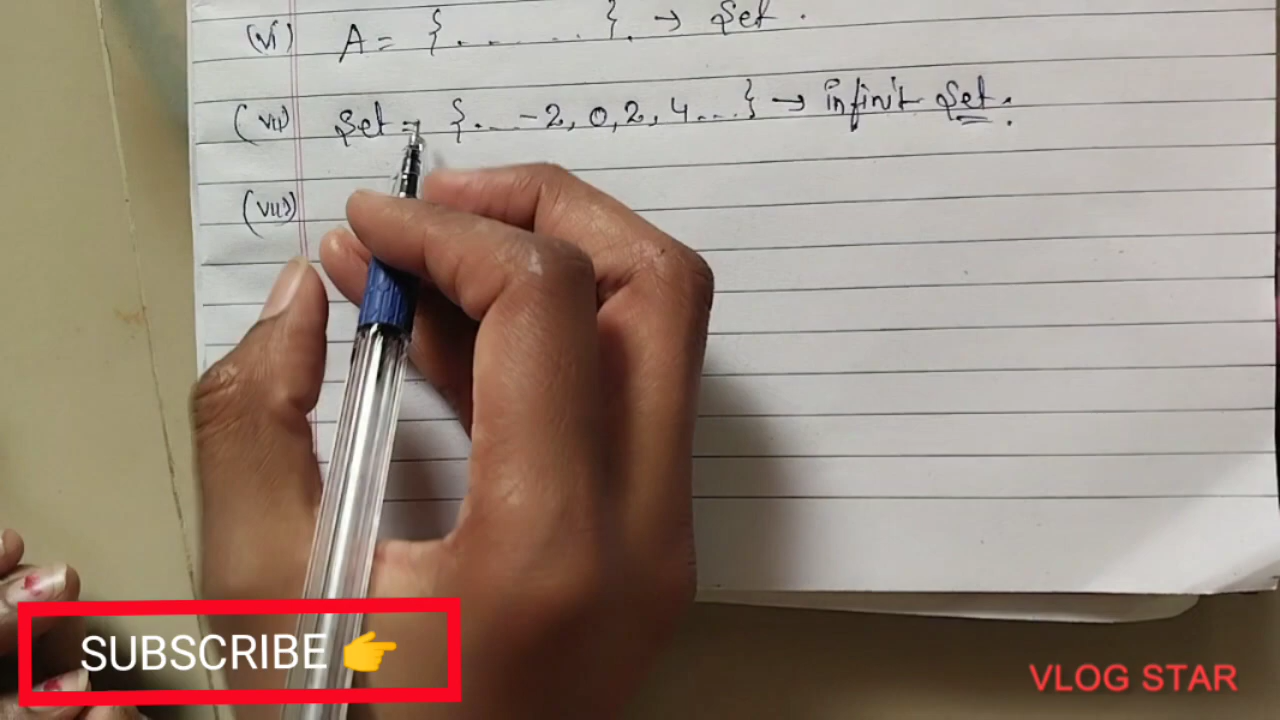 (vi) A = {. . . . . . }. → Set .
(vii) Set = {. . . -2, 0, 2, 4 . . . } → infinit Set .
(viii)
SUBSCRIBE 👉
VLOG STAR